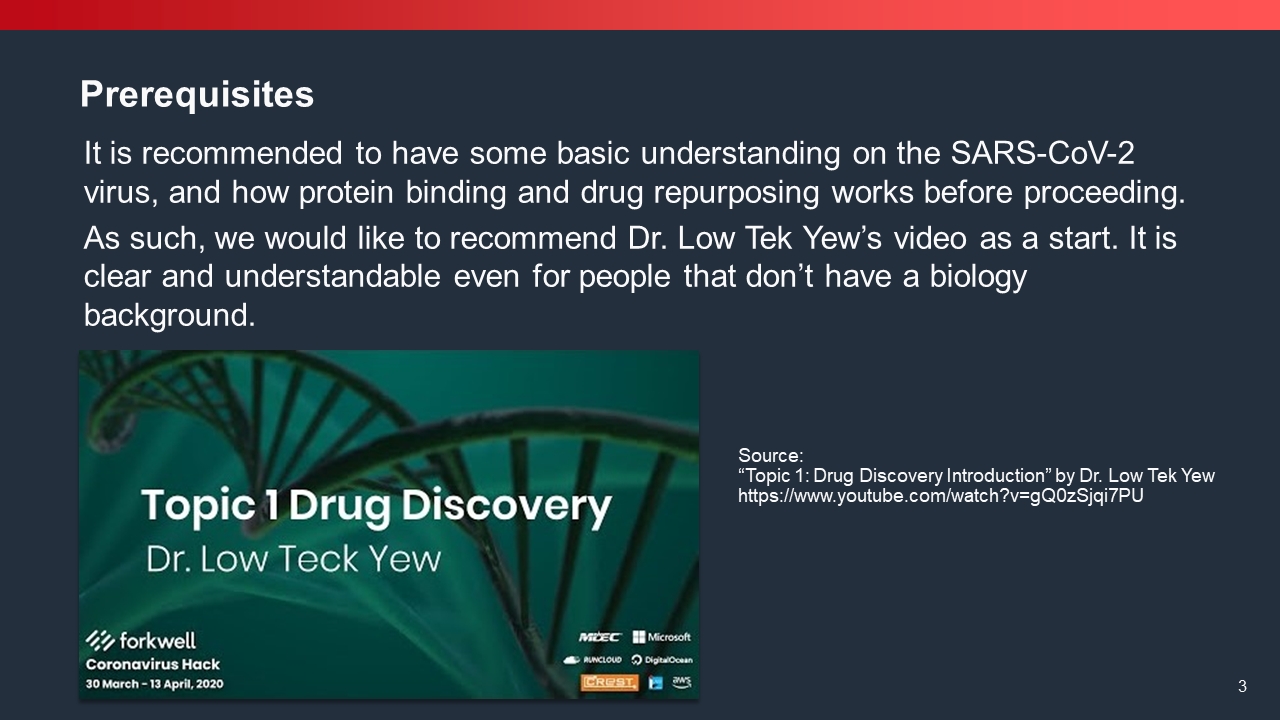 Prerequisites
It is recommended to have some basic understanding on the SARS-CoV-2
virus, and how protein binding and drug repurposing works before proceeding.
As such, we would like to recommend Dr. Low Tek Yew’s video as a start. It is
clear and understandable even for people that don’t have a biology
background.
Topic 1 Drug Discovery
Dr. Low Teck Yew
forkwell
Coronavirus Hack
30 March - 13 April, 2020
MDEC Microsoft
RUNCLOUD DigitalOcean
CREST aws
Source:
“Topic 1: Drug Discovery Introduction” by Dr. Low Tek Yew
https://www.youtube.com/watch?v=gQ0zSjqi7PU
3